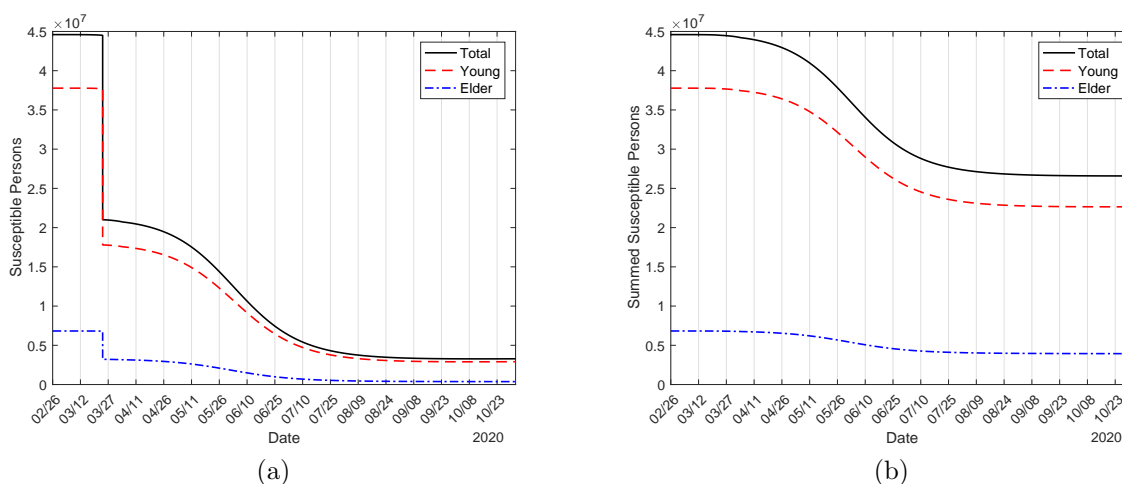 ×10⁷
4.5
4
3.5
3
2.5
2
1.5
1
0.5
0
Susceptible Persons
Total
Young
Elder
02/26 03/12 03/27 04/11 04/26 05/11 05/26 06/10 06/25 07/10 07/25 08/09 08/24 09/08 09/23 10/08 10/23
Date
2020
(a)
×10⁷
4.5
4
3.5
3
2.5
2
1.5
1
0.5
0
Summed Susceptible Persons
Total
Young
Elder
02/26 03/12 03/27 04/11 04/26 05/11 05/26 06/10 06/25 07/10 07/25 08/09 08/24 09/08 09/23 10/08 10/23
Date
2020
(b)